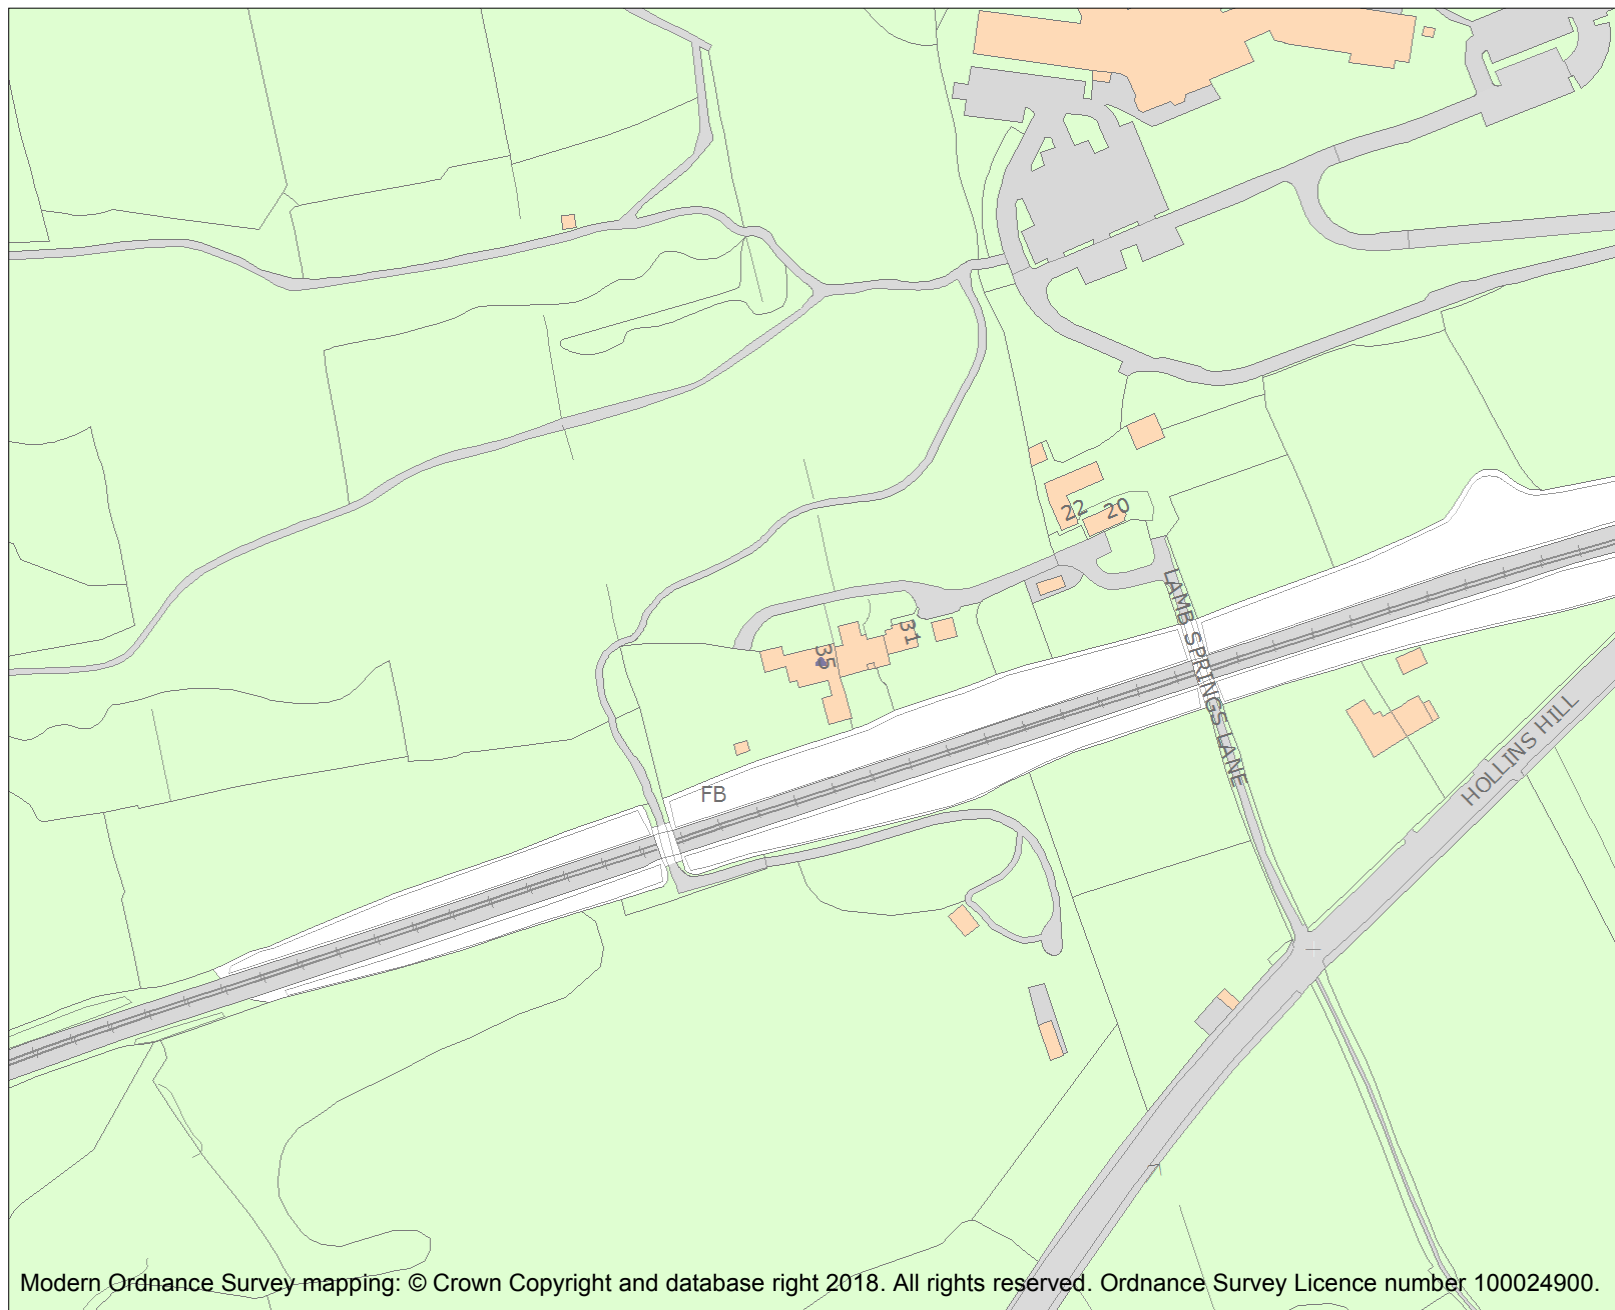 22 20
LAMB SPRINGS LANE
31
35
HOLLINS HILL
FB
Modern Ordnance Survey mapping: © Crown Copyright and database right 2018. All rights reserved. Ordnance Survey Licence number 100024900.